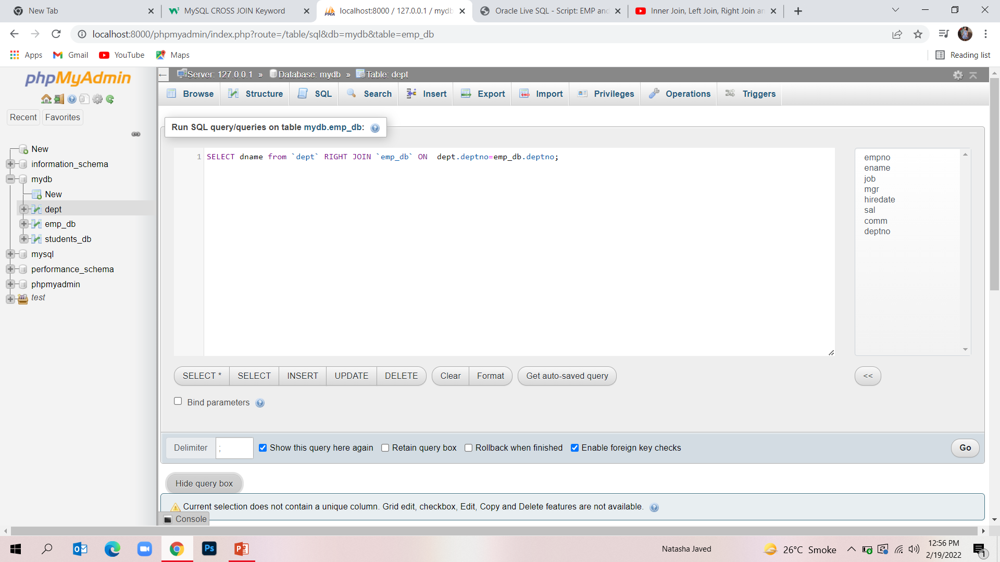 New Tab
MySQL CROSS JOIN Keyword
localhost:8000 / 127.0.0.1 / mydb
Oracle Live SQL - Script: EMP and
Inner Join, Left Join, Right Join an
localhost:8000/phpmyadmin/index.php?route=/table/sql&db=mydb&table=emp_db
Apps
Gmail
YouTube
Maps
Reading list
phpMyAdmin
Recent
Favorites
New
information_schema
mydb
New
dept
emp_db
students_db
mysql
performance_schema
phpmyadmin
test
Server: 127.0.0.1 » Database: mydb » Table: dept
Browse
Structure
SQL
Search
Insert
Export
Import
Privileges
Operations
Triggers
Run SQL query/queries on table mydb.emp_db:
1 SELECT dname from `dept` RIGHT JOIN `emp_db` ON  dept.deptno=emp_db.deptno;
empno
ename
job
mgr
hiredate
sal
comm
deptno
SELECT *
SELECT
INSERT
UPDATE
DELETE
Clear
Format
Get auto-saved query
<<
Bind parameters
Delimiter
;
Show this query here again
Retain query box
Rollback when finished
Enable foreign key checks
Go
Hide query box
Current selection does not contain a unique column. Grid edit, checkbox, Edit, Copy and Delete features are not available.
Console
Natasha Javed
26°C Smoke
12:56 PM
2/19/2022
1